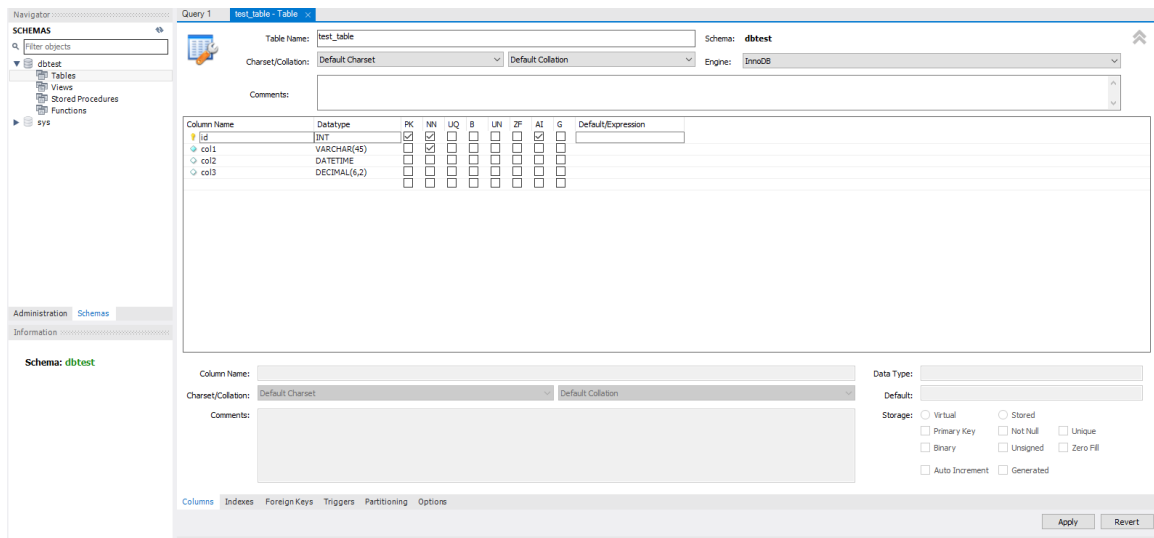 Navigator
SCHEMAS
Filter objects
dbtest
Tables
Views
Stored Procedures
Functions
sys
Administration Schemas
Information
Schema: dbtest
Query 1 test_table - Table ×
Table Name: test_table Schema: dbtest
Charset/Collation: Default Charset Default Collation Engine: InnoDB
Comments:
Column Name Datatype PK NN UQ B UN ZF AI G Default/Expression
id INT
col1 VARCHAR(45)
col2 DATETIME
col3 DECIMAL(6,2)
Column Name: Data Type:
Charset/Collation: Default Charset Default Collation Default:
Comments: Storage: Virtual Stored
Primary Key Not Null Unique
Binary Unsigned Zero Fill
Auto Increment Generated
Columns Indexes Foreign Keys Triggers Partitioning Options
Apply Revert